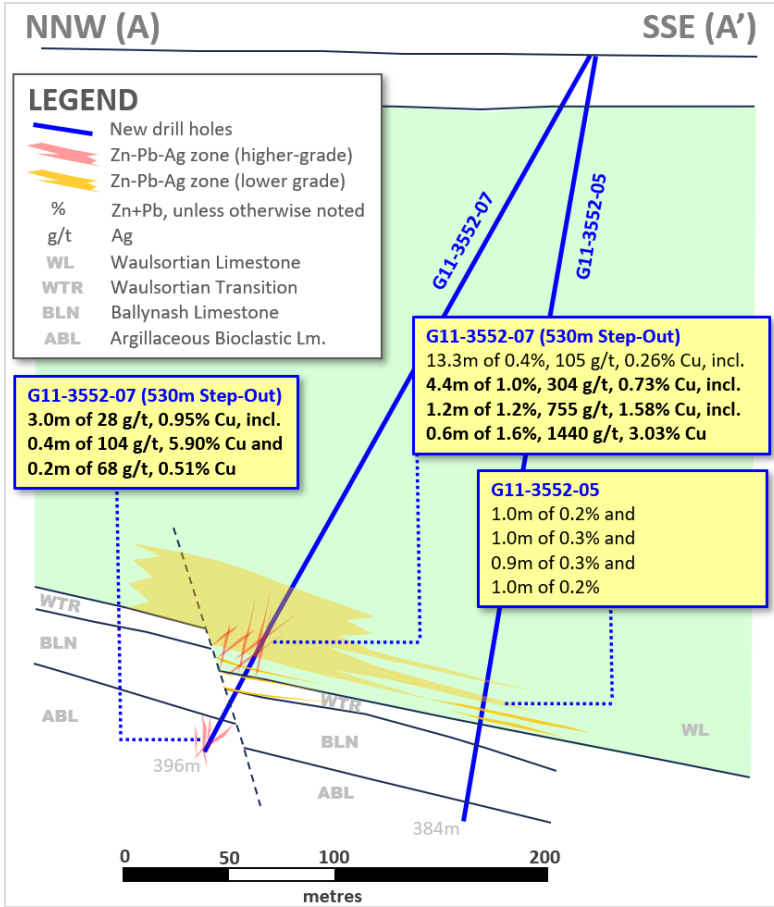 NNW (A)
SSE (A’)
LEGEND
New drill holes
Zn-Pb-Ag zone (higher-grade)
Zn-Pb-Ag zone (lower grade)
% Zn+Pb, unless otherwise noted
g/t Ag
WL Waulsortian Limestone
WTR Waulsortian Transition
BLN Ballynash Limestone
ABL Argillaceous Bioclastic Lm.
G11-3552-07
G11-3552-05
G11-3552-07 (530m Step-Out)
13.3m of 0.4%, 105 g/t, 0.26% Cu, incl.
4.4m of 1.0%, 304 g/t, 0.73% Cu, incl.
1.2m of 1.2%, 755 g/t, 1.58% Cu, incl.
0.6m of 1.6%, 1440 g/t, 3.03% Cu
G11-3552-07 (530m Step-Out)
3.0m of 28 g/t, 0.95% Cu, incl.
0.4m of 104 g/t, 5.90% Cu and
0.2m of 68 g/t, 0.51% Cu
G11-3552-05
1.0m of 0.2% and
1.0m of 0.3% and
0.9m of 0.3% and
1.0m of 0.2%
WTR
BLN
ABL
WTR
BLN
ABL
WL
396m
384m
0 50 100 200
metres